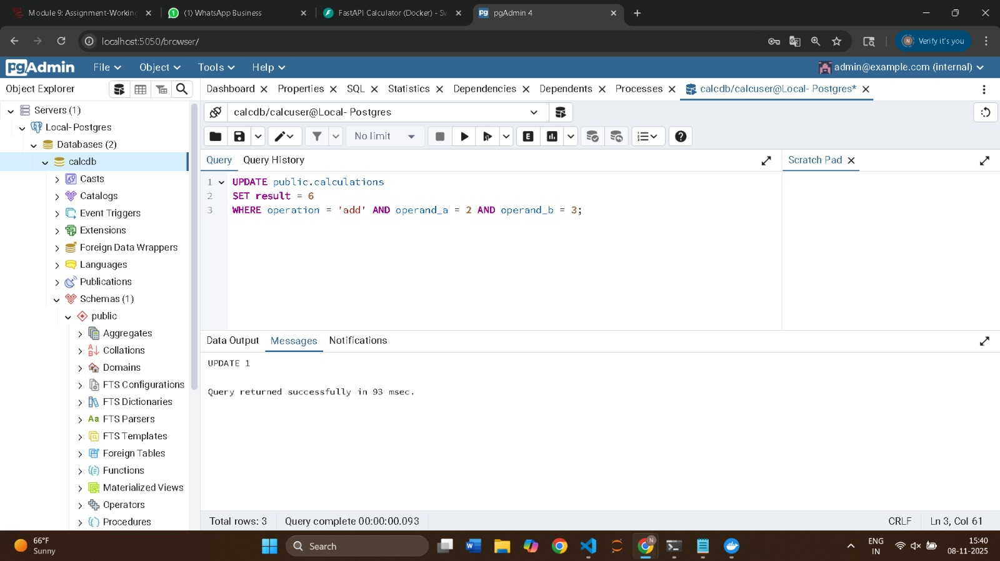 Module 9: Assignment-Working
(1) WhatsApp Business
FastAPI Calculator (Docker) - Sw
pgAdmin 4
localhost:5050/browser/
Verify it's you
pgAdmin
File
Object
Tools
Help
admin@example.com (internal)
Object Explorer
Dashboard
Properties
SQL
Statistics
Dependencies
Dependents
Processes
calcdb/calcuser@Local- Postgres*
Servers (1)
Local- Postgres
Databases (2)
calcdb
Casts
Catalogs
Event Triggers
Extensions
Foreign Data Wrappers
Languages
Publications
Schemas (1)
public
Aggregates
Collations
Domains
FTS Configurations
FTS Dictionaries
FTS Parsers
FTS Templates
Foreign Tables
Functions
Materialized Views
Operators
Procedures
calcdb/calcuser@Local- Postgres
No limit
Query
Query History
Scratch Pad
1 UPDATE public.calculations
2 SET result = 6
3 WHERE operation = 'add' AND operand_a = 2 AND operand_b = 3;
Data Output
Messages
Notifications
UPDATE 1
Query returned successfully in 93 msec.
Total rows: 3
Query complete 00:00:00.093
CRLF
Ln 3, Col 61
66°F
Sunny
Search
ENG
IN
15:40
08-11-2025